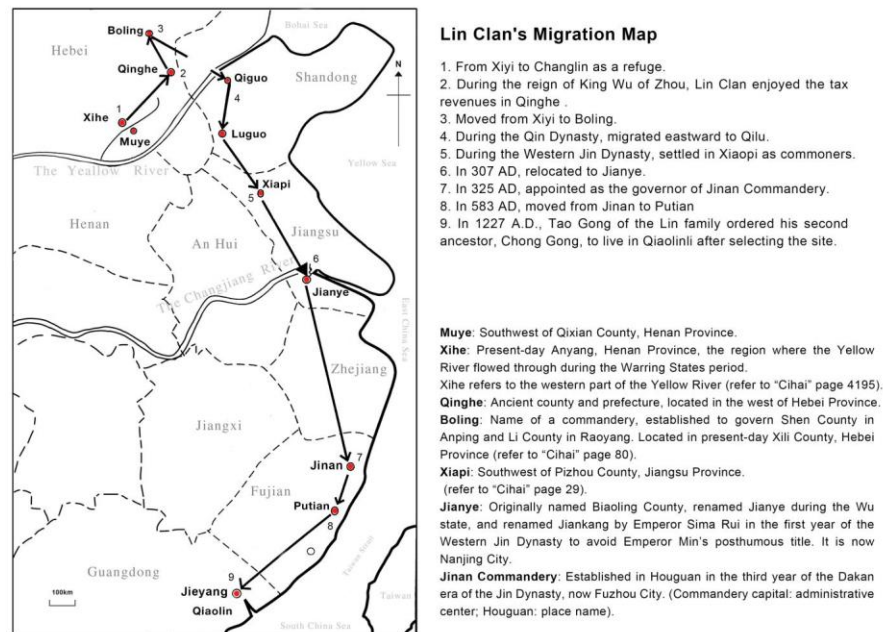 Lin Clan's Migration Map
1. From Xiyi to Changlin as a refuge.
2. During the reign of King Wu of Zhou, Lin Clan enjoyed the tax
revenues in Qinghe .
3. Moved from Xiyi to Boling.
4. During the Qin Dynasty, migrated eastward to Qilu.
5. During the Western Jin Dynasty, settled in Xiaopi as commoners.
6. In 307 AD, relocated to Jianye.
7. In 325 AD, appointed as the governor of Jinan Commandery.
8. In 583 AD, moved from Jinan to Putian
9. In 1227 A.D., Tao Gong of the Lin family ordered his second
ancestor, Chong Gong, to live in Qiaolinli after selecting the site.
Muye: Southwest of Qixian County, Henan Province.
Xihe: Present-day Anyang, Henan Province, the region where the Yellow
River flowed through during the Warring States period.
Xihe refers to the western part of the Yellow River (refer to “Cihai” page 4195).
Qinghe: Ancient county and prefecture, located in the west of Hebei Province.
Boling: Name of a commandery, established to govern Shen County in
Anping and Li County in Raoyang. Located in present-day Xili County, Hebei
Province (refer to “Cihai” page 80).
Xiapi: Southwest of Pizhou County, Jiangsu Province.
(refer to “Cihai” page 29).
Jianye: Originally named Biaoling County, renamed Jianye during the Wu
state, and renamed Jiankang by Emperor Sima Rui in the first year of the
Western Jin Dynasty to avoid Emperor Min's posthumous title. It is now
Nanjing City.
Jinan Commandery: Established in Houguan in the third year of the Dakan
era of the Jin Dynasty, now Fuzhou City. (Commandery capital: administrative
center; Houguan: place name).
Bohai Sea
Boling
3
Hebei
Qinghe
2
Qiguo
Shandong
N
4
1
Xihe
Muye
Luguo
The Yeallow River
Yellow Sea
Xiapi
5
Henan
Jiangsu
An Hui
6
The Changjiang River
Jianye
East China Sea
Zhejiang
Jiangxi
Jinan
7
Fujian
Putian
8
Taiwan Strait
Guangdong
9
Jieyang
Qiaolin
100km
Taiwan
South China Sea